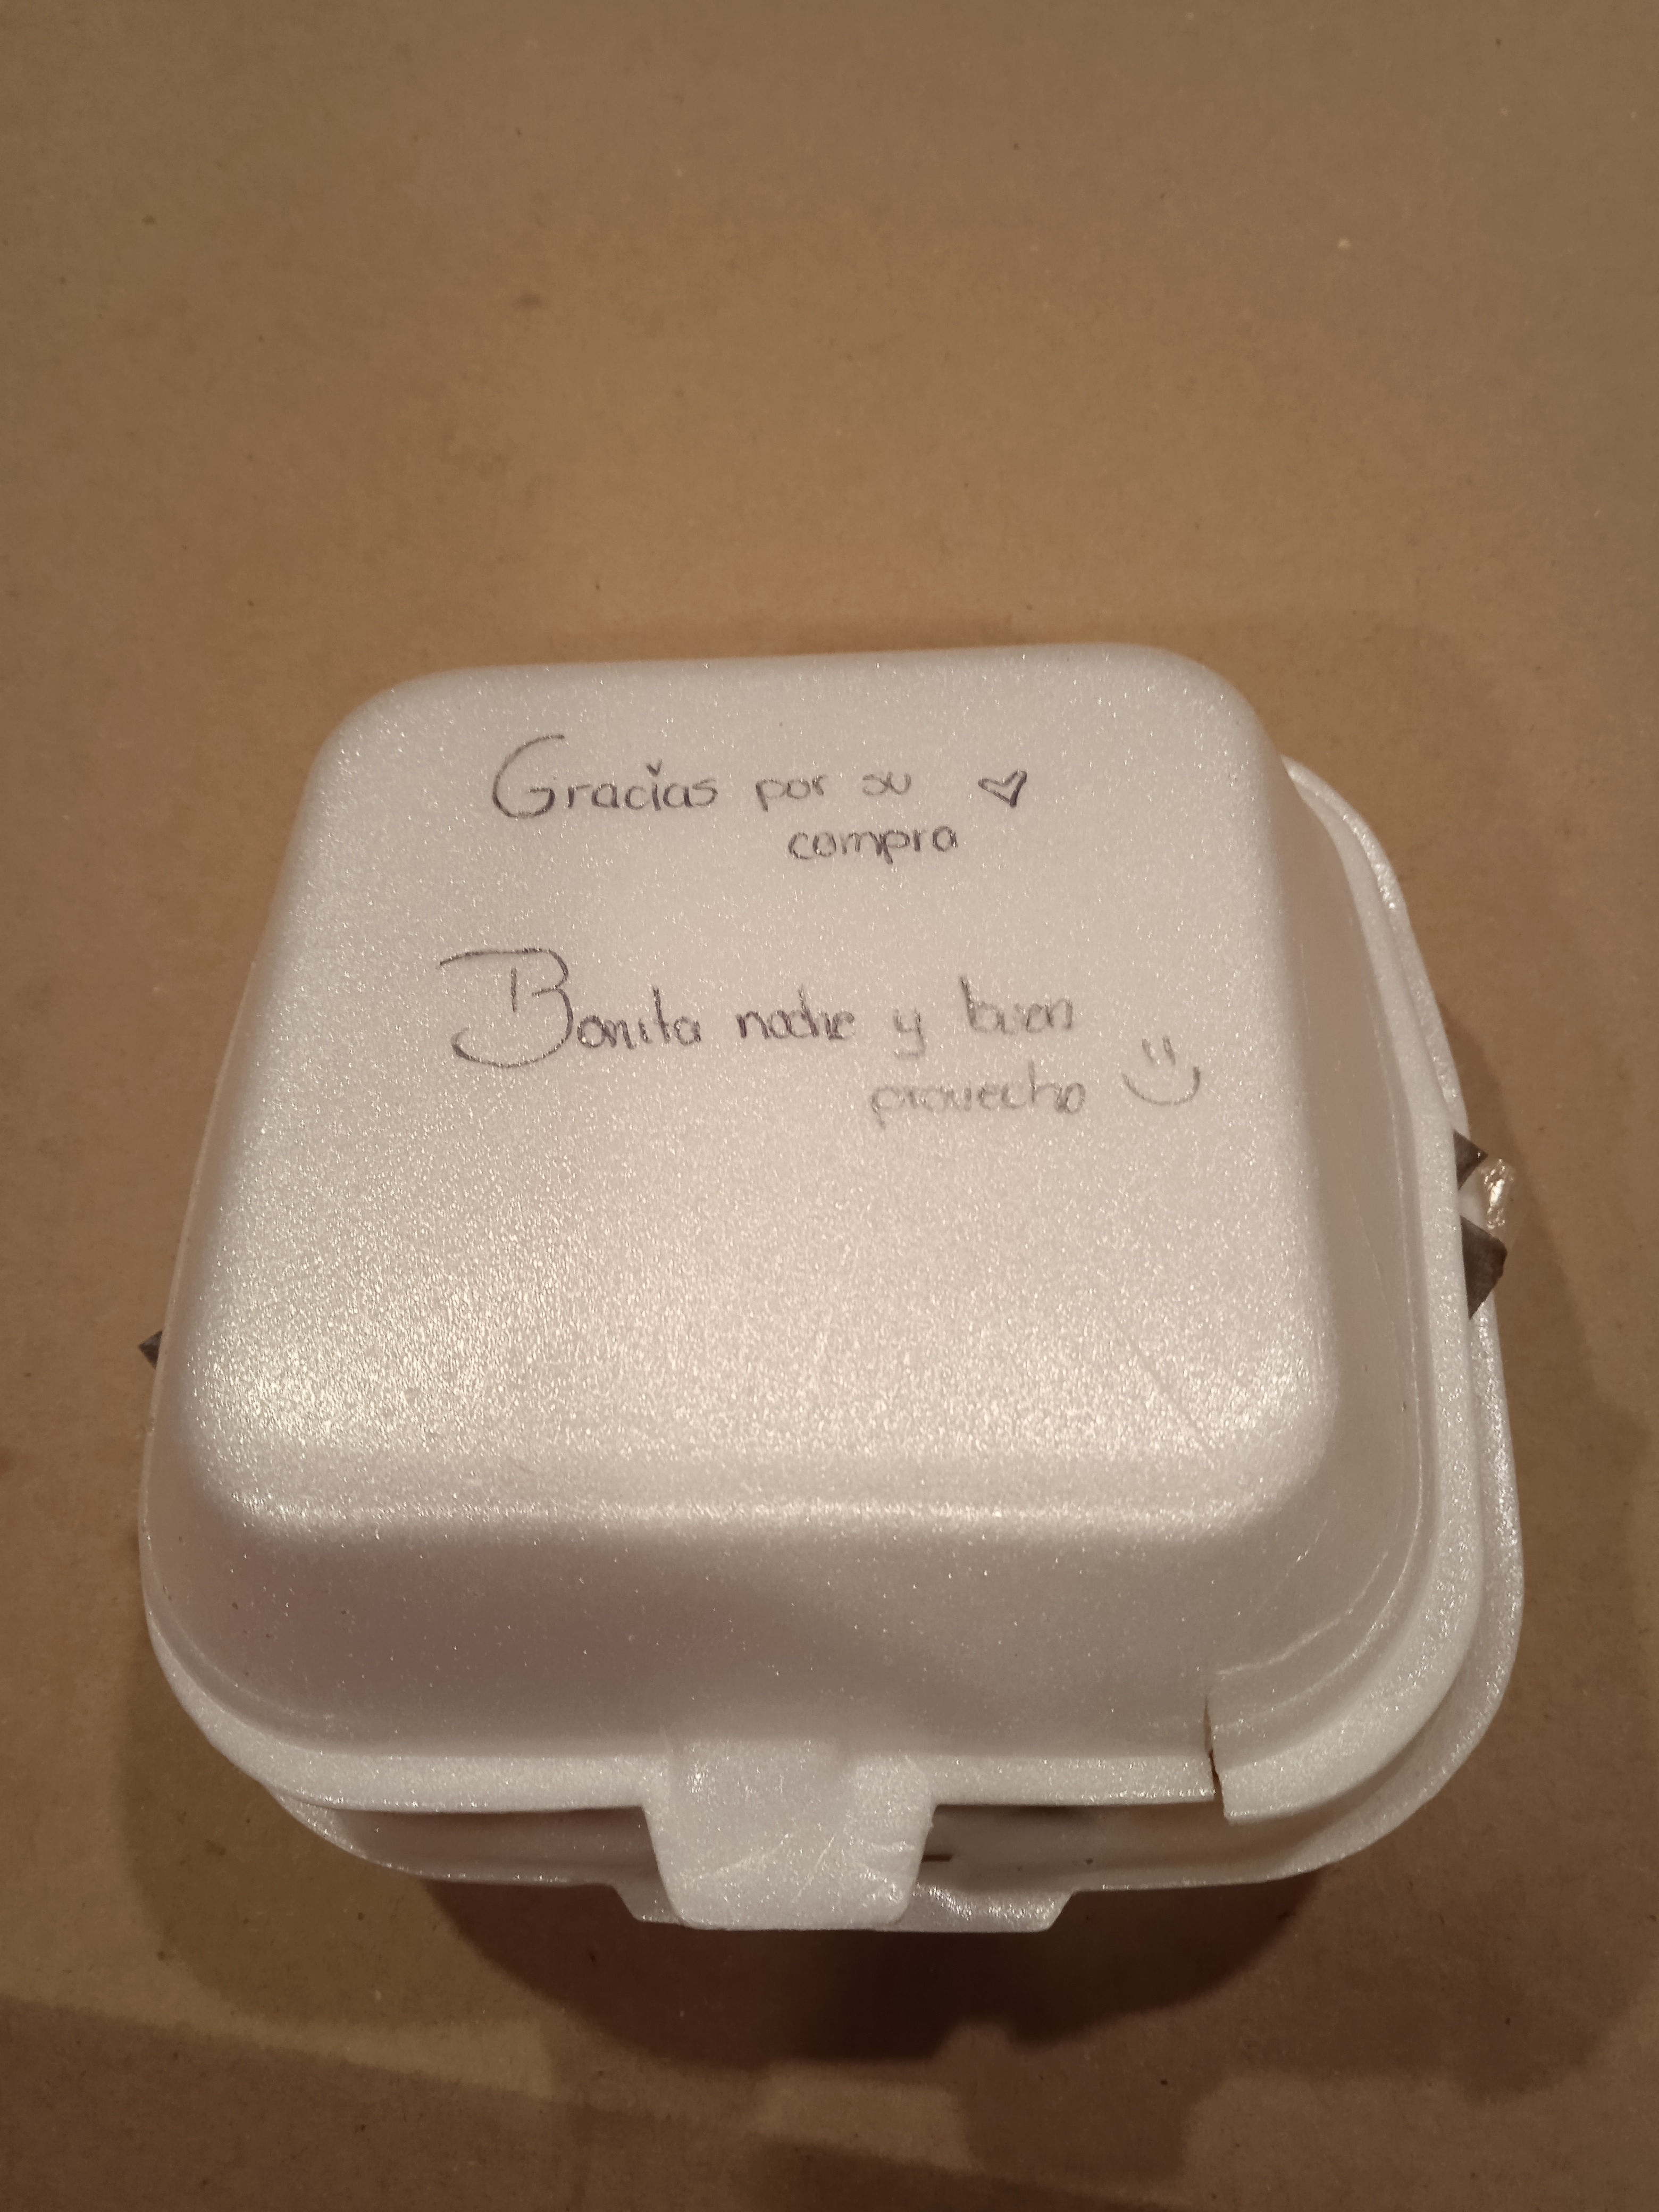 Gracias por su ♡
compra
Bonita noche y buen
provecho